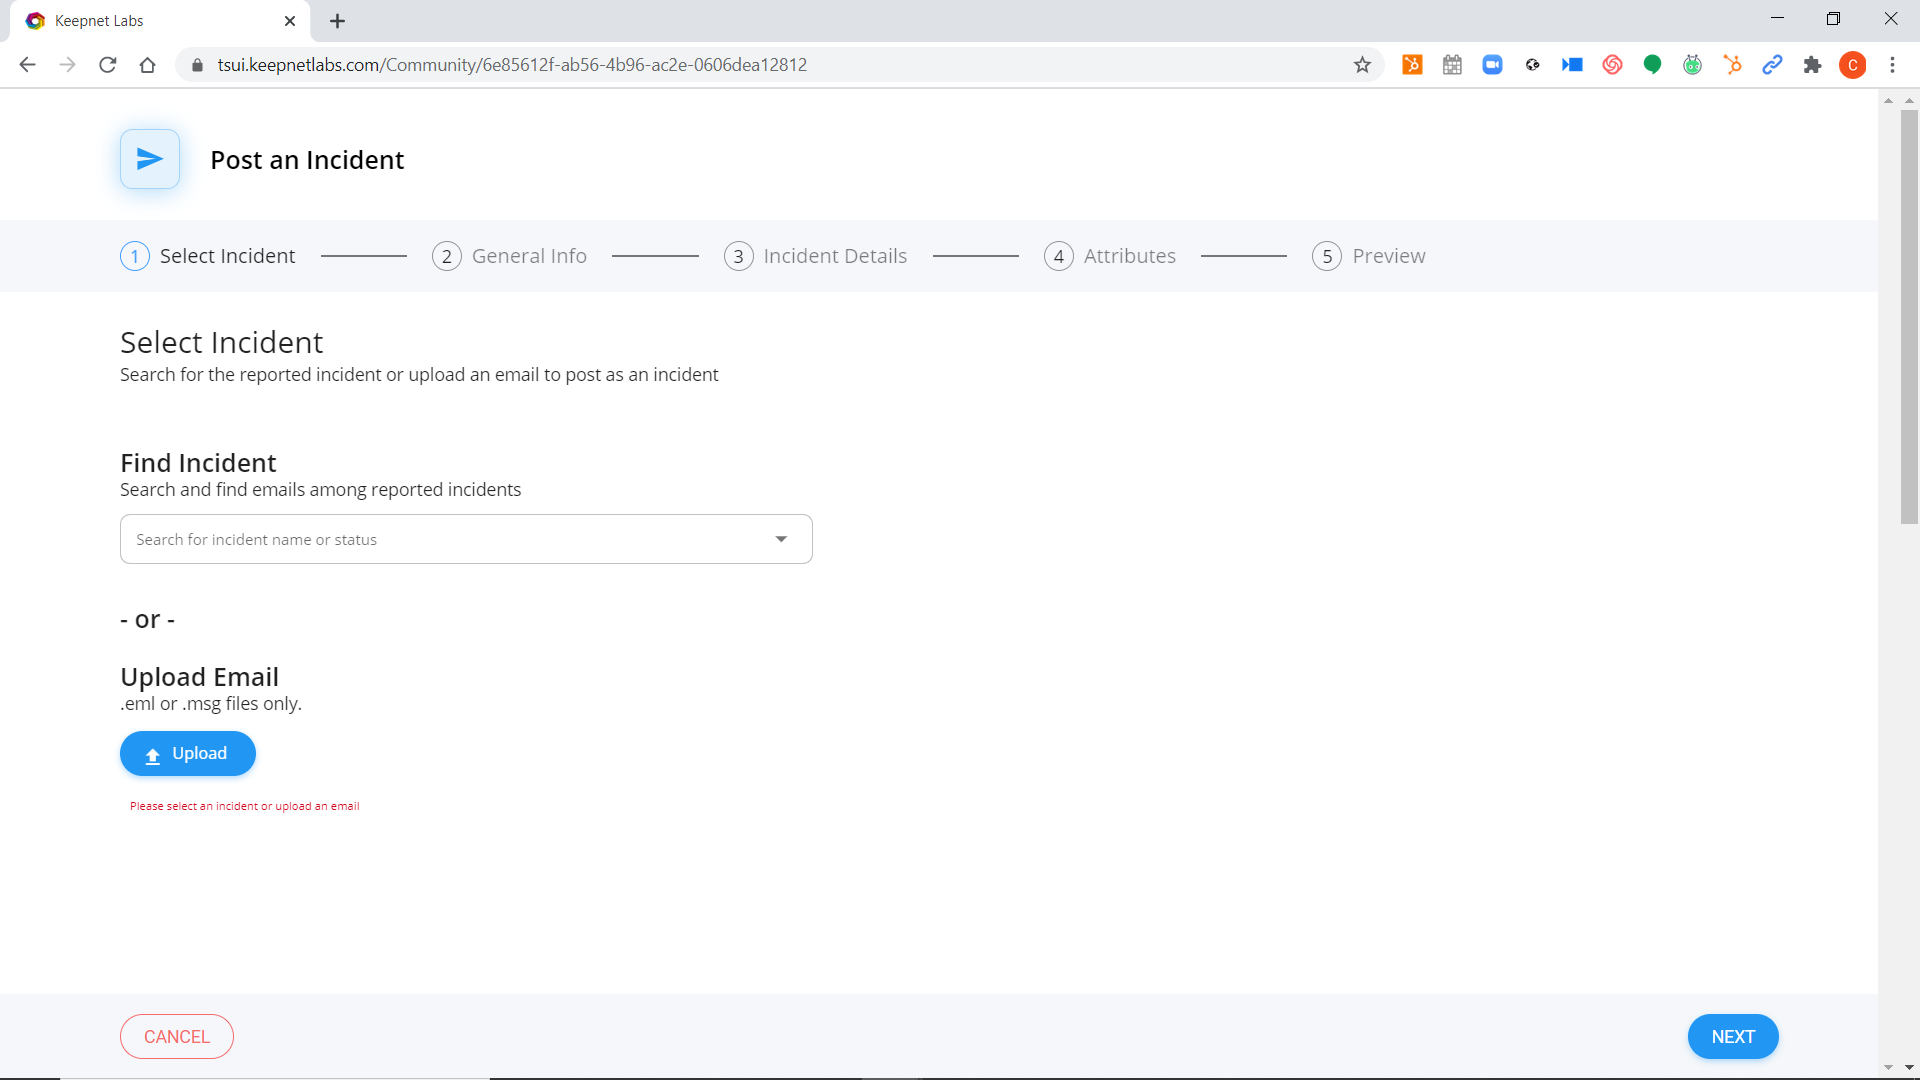 Keepnet Labs
tsui.keepnetlabs.com/Community/6e85612f-ab56-4b96-ac2e-0606dea12812
C
Post an Incident
1 Select Incident 2 General Info 3 Incident Details 4 Attributes 5 Preview
Select Incident
Search for the reported incident or upload an email to post as an incident
Find Incident
Search and find emails among reported incidents
Search for incident name or status
- or -
Upload Email
.eml or .msg files only.
Upload
Please select an incident or upload an email
CANCEL NEXT